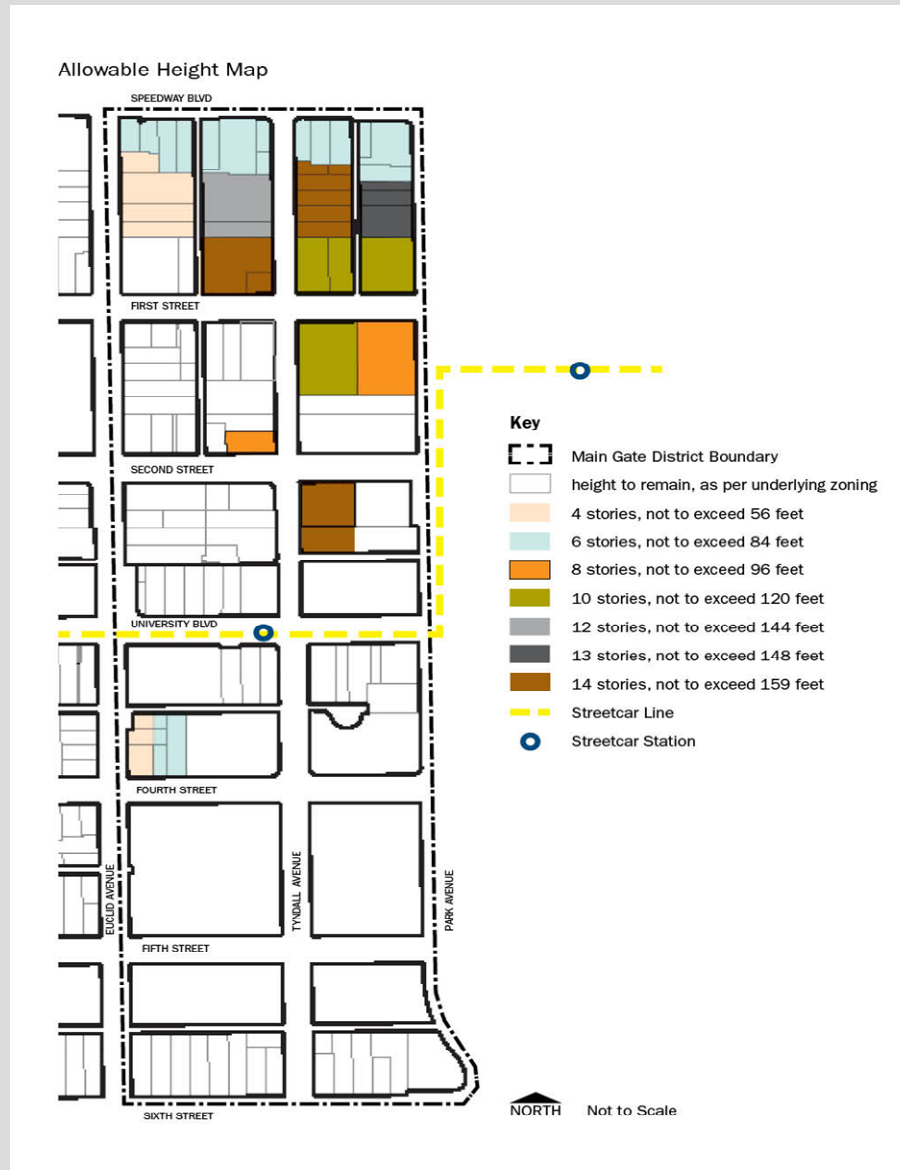 Allowable Height Map
SPEEDWAY BLVD
FIRST STREET
SECOND STREET
UNIVERSITY BLVD
FOURTH STREET
EUCLID AVENUE
TYNDALL AVENUE
PARK AVENUE
FIFTH STREET
SIXTH STREET
Key
Main Gate District Boundary
height to remain, as per underlying zoning
4 stories, not to exceed 56 feet
6 stories, not to exceed 84 feet
8 stories, not to exceed 96 feet
10 stories, not to exceed 120 feet
12 stories, not to exceed 144 feet
13 stories, not to exceed 148 feet
14 stories, not to exceed 159 feet
Streetcar Line
Streetcar Station
NORTH Not to Scale